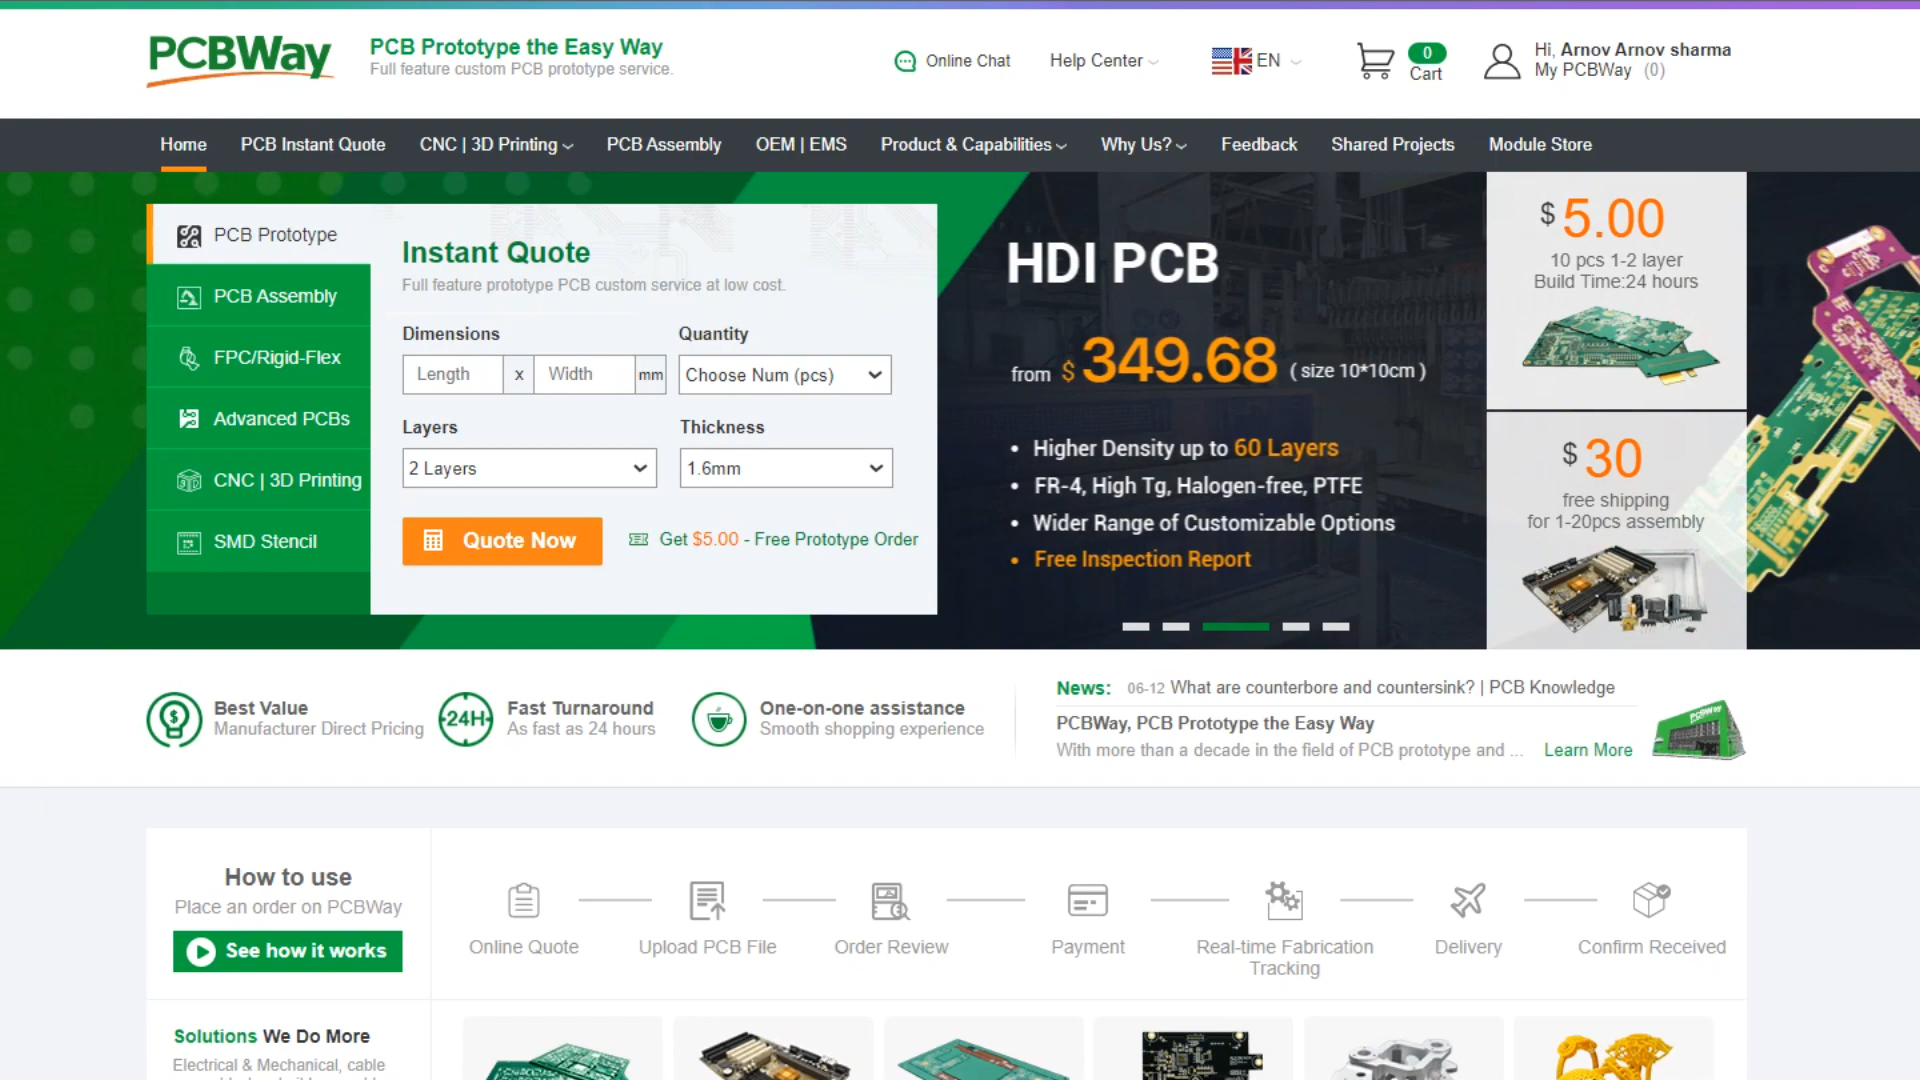 PCBWay
PCB Prototype the Easy Way
Full feature custom PCB prototype service.
Online Chat
Help Center
EN
0
Cart
Hi, Arnov Arnov sharma
My PCBWay (0)
Home
PCB Instant Quote
CNC | 3D Printing
PCB Assembly
OEM | EMS
Product & Capabilities
Why Us?
Feedback
Shared Projects
Module Store
PCB Prototype
PCB Assembly
FPC/Rigid-Flex
Advanced PCBs
CNC | 3D Printing
SMD Stencil
Instant Quote
Full feature prototype PCB custom service at low cost.
Dimensions
Quantity
Length x Width mm
Choose Num (pcs)
Layers
Thickness
2 Layers
1.6mm
Quote Now
Get $5.00 - Free Prototype Order
HDI PCB
from $ 349.68 ( size 10*10cm )
• Higher Density up to 60 Layers
• FR-4, High Tg, Halogen-free, PTFE
• Wider Range of Customizable Options
• Free Inspection Report
$ 5.00
10 pcs 1-2 layer
Build Time:24 hours
$ 30
free shipping
for 1-20pcs assembly
Best Value
Manufacturer Direct Pricing
24H
Fast Turnaround
As fast as 24 hours
One-on-one assistance
Smooth shopping experience
News: 06-12 What are counterbore and countersink? | PCB Knowledge
PCBWay, PCB Prototype the Easy Way
With more than a decade in the field of PCB prototype and ... Learn More
PCBWay
How to use
Place an order on PCBWay
See how it works
Online Quote
Upload PCB File
Order Review
Payment
Real-time Fabrication
Tracking
Delivery
Confirm Received
Solutions We Do More
Electrical & Mechanical, cable